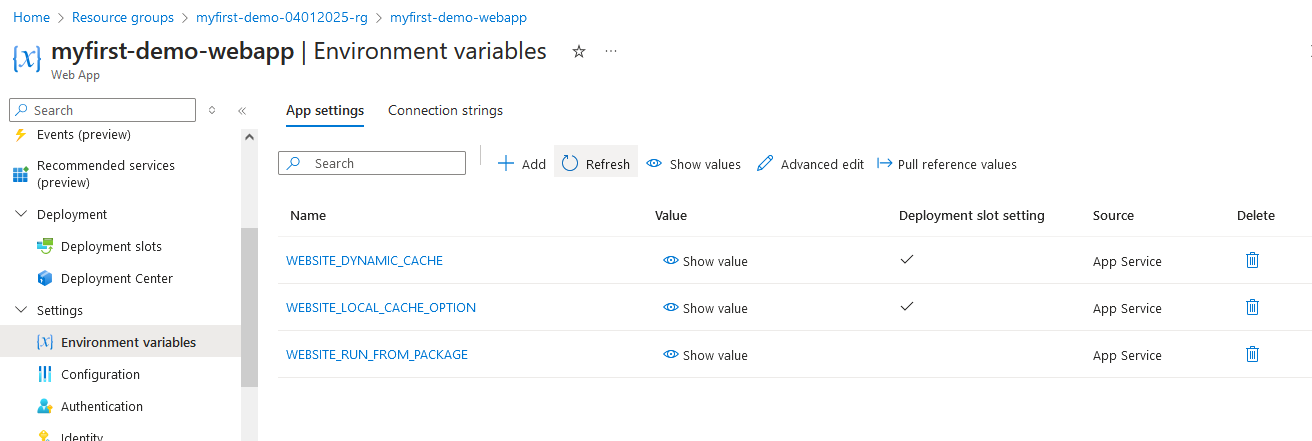 Home > Resource groups > myfirst-demo-04012025-rg > myfirst-demo-webapp
{x} myfirst-demo-webapp | Environment variables ☆ ...
Web App
Search
Events (preview)
Recommended services
(preview)
Deployment
Deployment slots
Deployment Center
Settings
Environment variables
Configuration
Authentication
Identity
App settings Connection strings
Search Add Refresh Show values Advanced edit Pull reference values
Name Value Deployment slot setting Source Delete
WEBSITE_DYNAMIC_CACHE Show value ✓ App Service
WEBSITE_LOCAL_CACHE_OPTION Show value ✓ App Service
WEBSITE_RUN_FROM_PACKAGE Show value App Service